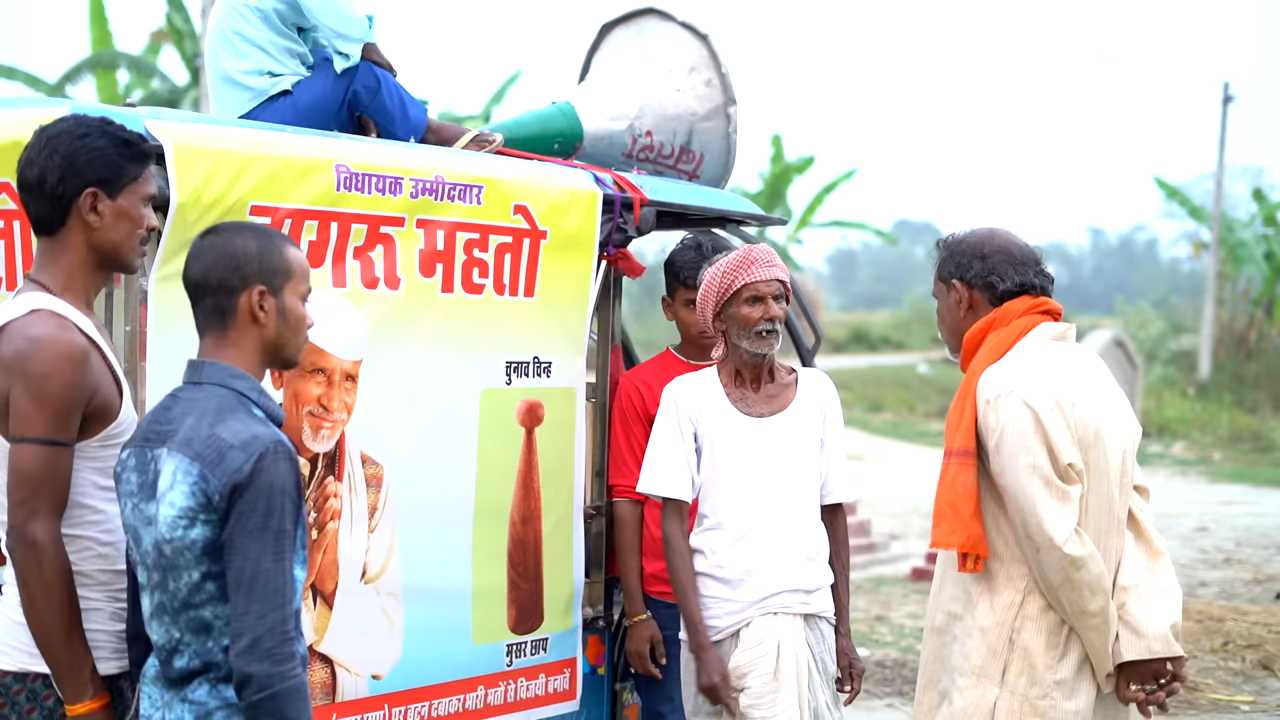 विधायक उम्मीदवार
महतो
चुनाव चिन्ह
मुसर छाप
पर बटन दबाकर भारी मतों से विजयी बनावें